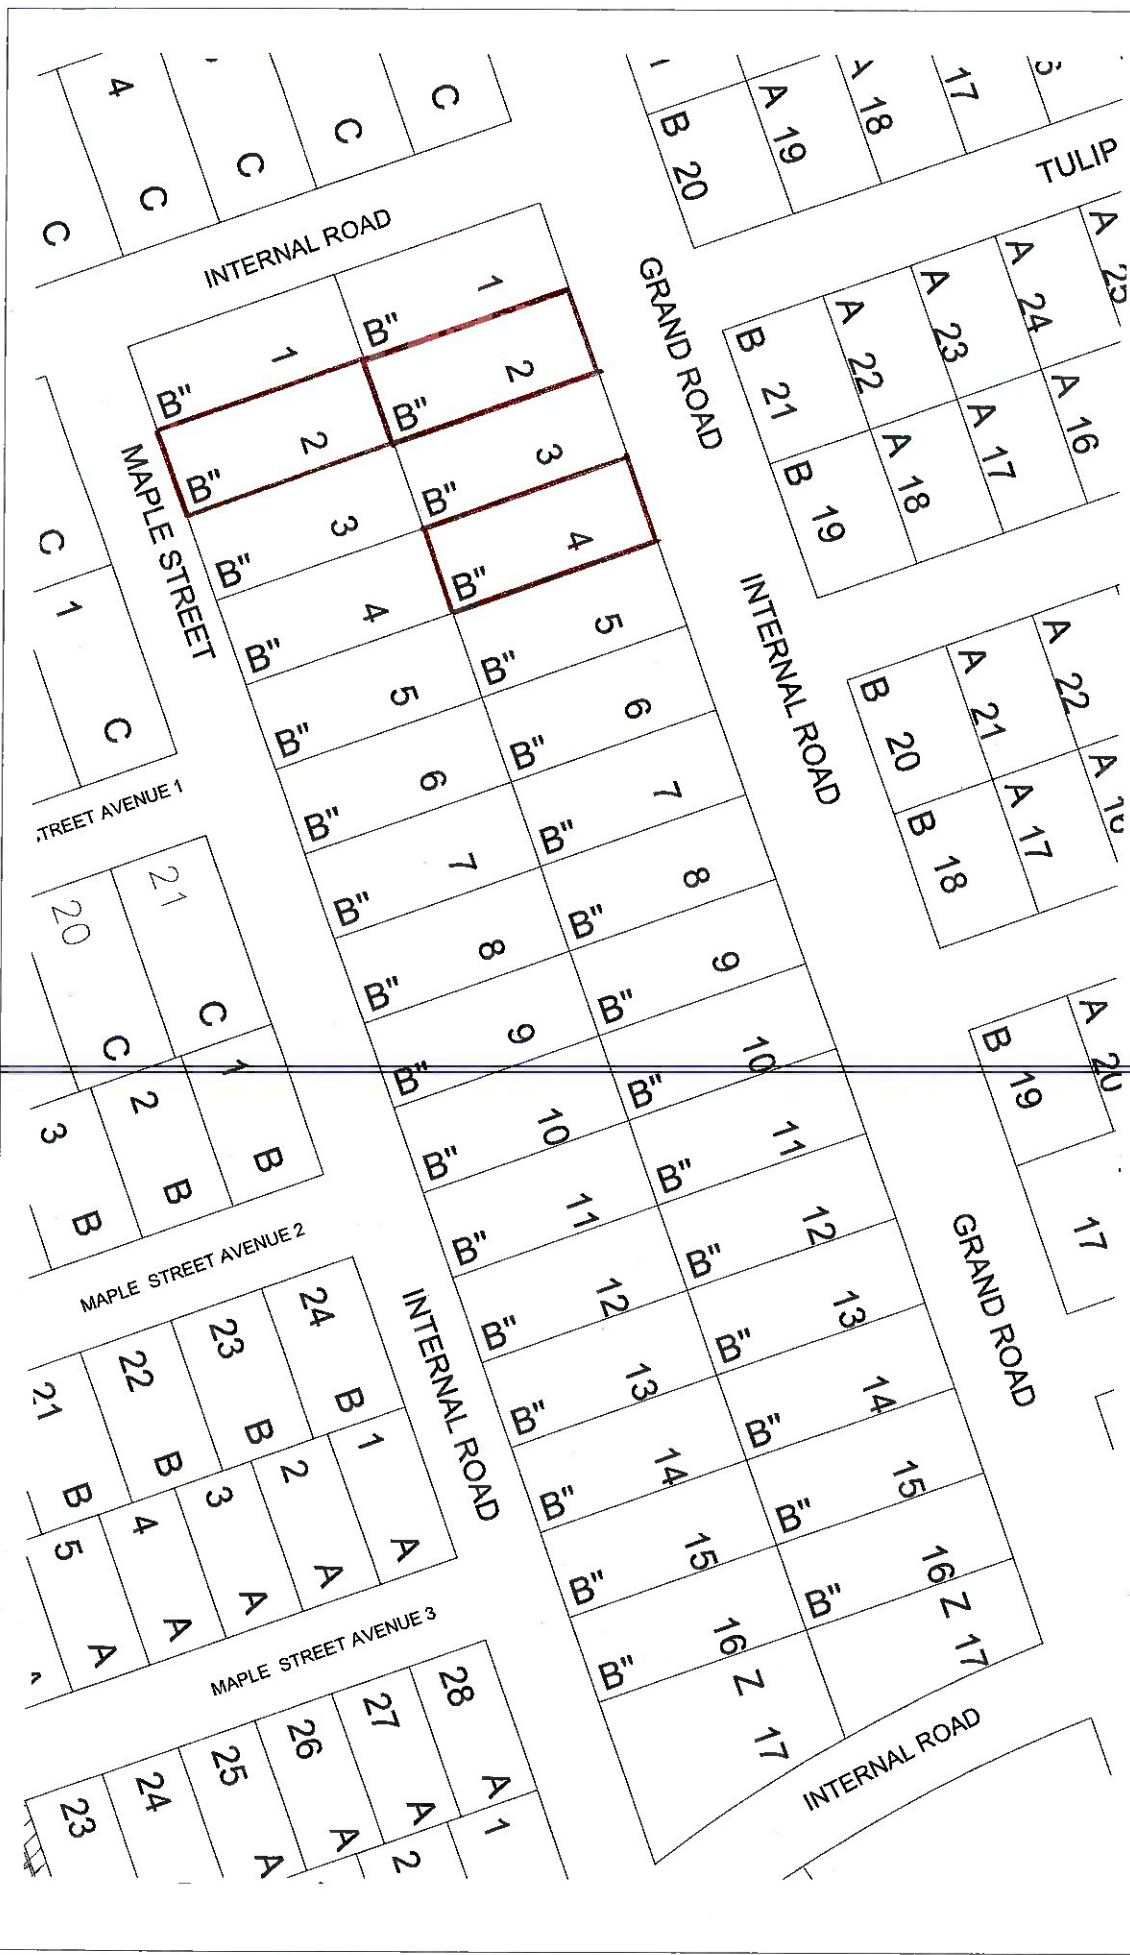 4
C
C
C
C
C
INTERNAL ROAD
B 20
A 19
A 18
17
TULIP
GRAND ROAD
1
B"
2
B"
3
B"
4
B"
5
B"
6
B"
7
B"
8
B"
9
B"
10
B"
11
B"
12
B"
13
B"
14
B"
15
B"
16
B"
Z 17
1
B"
2
B"
3
B"
4
B"
5
B"
6
B"
7
B"
8
B"
9
B"
10
B"
11
B"
12
B"
13
B"
14
B"
15
B"
16
B"
Z 17
MAPLE STREET
B 21
A 22
A 23
A 24
A 25
B 19
A 18
A 17
A 16
INTERNAL ROAD
B 20
A 21
A 22
B 18
A 17
A 16
B 19
A 20
17
GRAND ROAD
C
1
C
STREET AVENUE 1
20
C
21
C
3
B
2
B
1
B
MAPLE STREET AVENUE 2
21
B
22
B
23
B
24
B
5
A
4
A
3
A
2
A
1
A
INTERNAL ROAD
MAPLE STREET AVENUE 3
23
24
25
A
26
A
27
A
28
A
2
1
INTERNAL ROAD